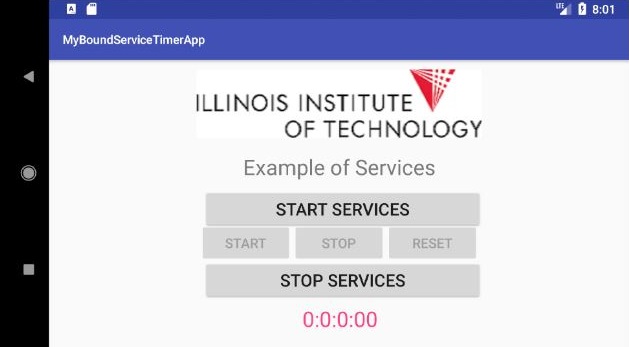 A
LTE
8:01
MyBoundServiceTimerApp
ILLINOIS INSTITUTE
OF TECHNOLOGY
Example of Services
START SERVICES
START STOP RESET
STOP SERVICES
0:0:0:00